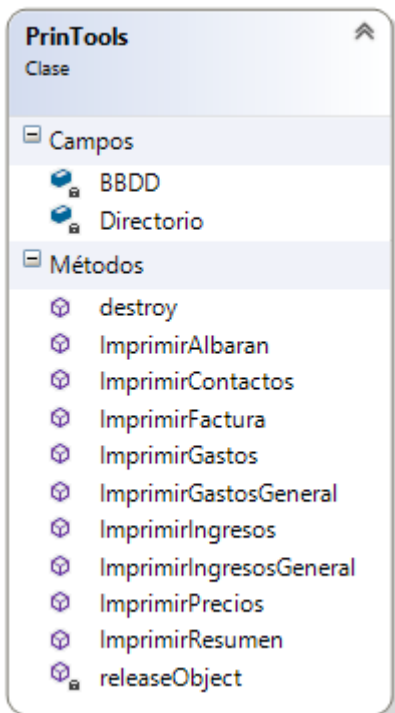 PrinTools
Clase
Campos
BBDD
Directorio
Métodos
destroy
ImprimirAlbaran
ImprimirContactos
ImprimirFactura
ImprimirGastos
ImprimirGastosGeneral
ImprimirIngresos
ImprimirIngresosGeneral
ImprimirPrecios
ImprimirResumen
releaseObject